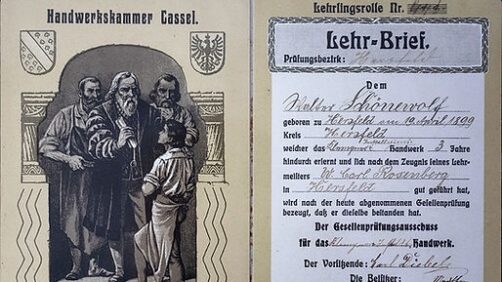 Handwerkskammer Cassel.
Lehrlingsrolle Nr.
Lehr-Brief.
Prüfungsbezirk: Hersfeld
Dem
Walter Schönewolf
geboren zu Hersfeld am 19 April 1899
Kreis Hersfeld
welcher das Handwerk 3 Jahre
hindurch erlernt und sich nach dem Zeugnis seines Lehr-
meisters W. Carl Rosenberg
in Hersfeld gut geführt hat,
wird nach der heute abgenommenen Gesellenprüfung
bezeugt, daß er dieselbe bestanden hat.
Der Gesellenprüfungsausschuss
für das Handwerk.
Der Vorsitzende: Carl Diebel
Die Beisitzer: